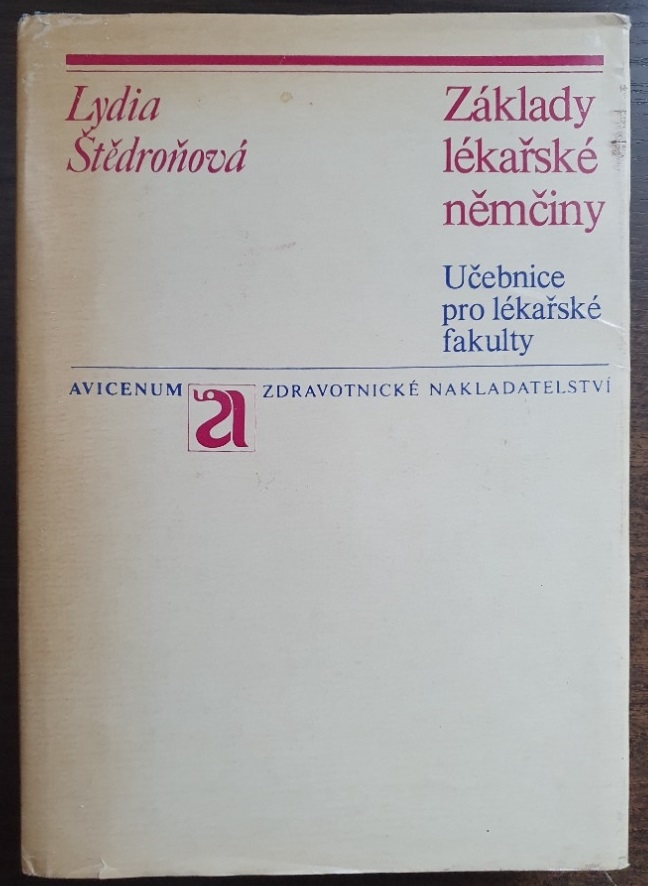 Lydia
Štědroňová
Základy
lékařské
němčiny
Učebnice
pro lékařské
fakulty
AVICENUM a ZDRAVOTNICKÉ NAKLADATELSTVÍ